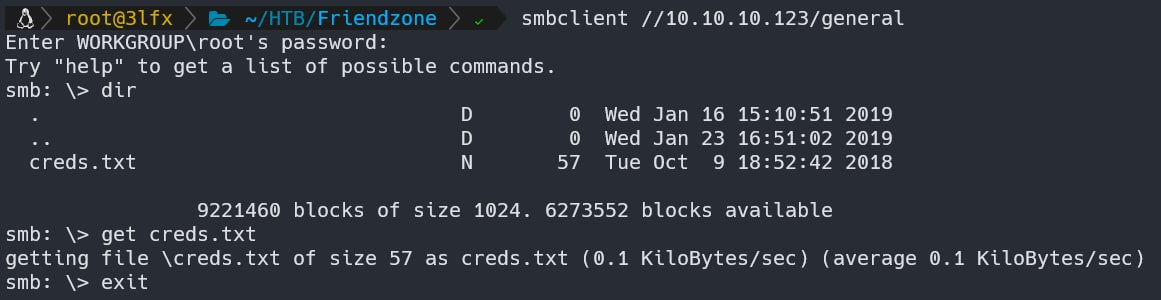 root@3lfx ~/HTB/Friendzone ✓ smbclient //10.10.10.123/general
Enter WORKGROUP\root's password:
Try "help" to get a list of possible commands.
smb: \> dir
  .                                   D        0  Wed Jan 16 15:10:51 2019
  ..                                  D        0  Wed Jan 23 16:51:02 2019
  creds.txt                           N       57  Tue Oct  9 18:52:42 2018

                9221460 blocks of size 1024. 6273552 blocks available
smb: \> get creds.txt
getting file \creds.txt of size 57 as creds.txt (0.1 KiloBytes/sec) (average 0.1 KiloBytes/sec)
smb: \> exit